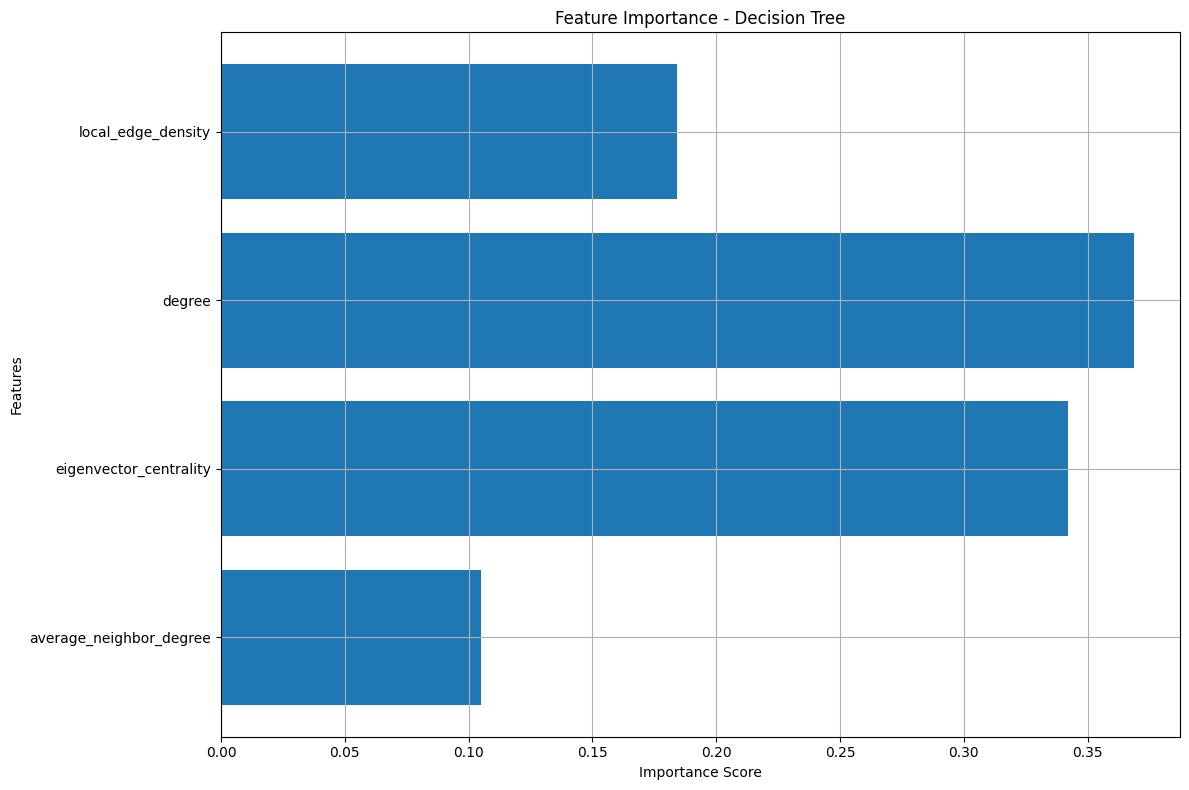 Feature Importance - Decision Tree
Features
local_edge_density
degree
eigenvector_centrality
average_neighbor_degree
0.00 0.05 0.10 0.15 0.20 0.25 0.30 0.35
Importance Score